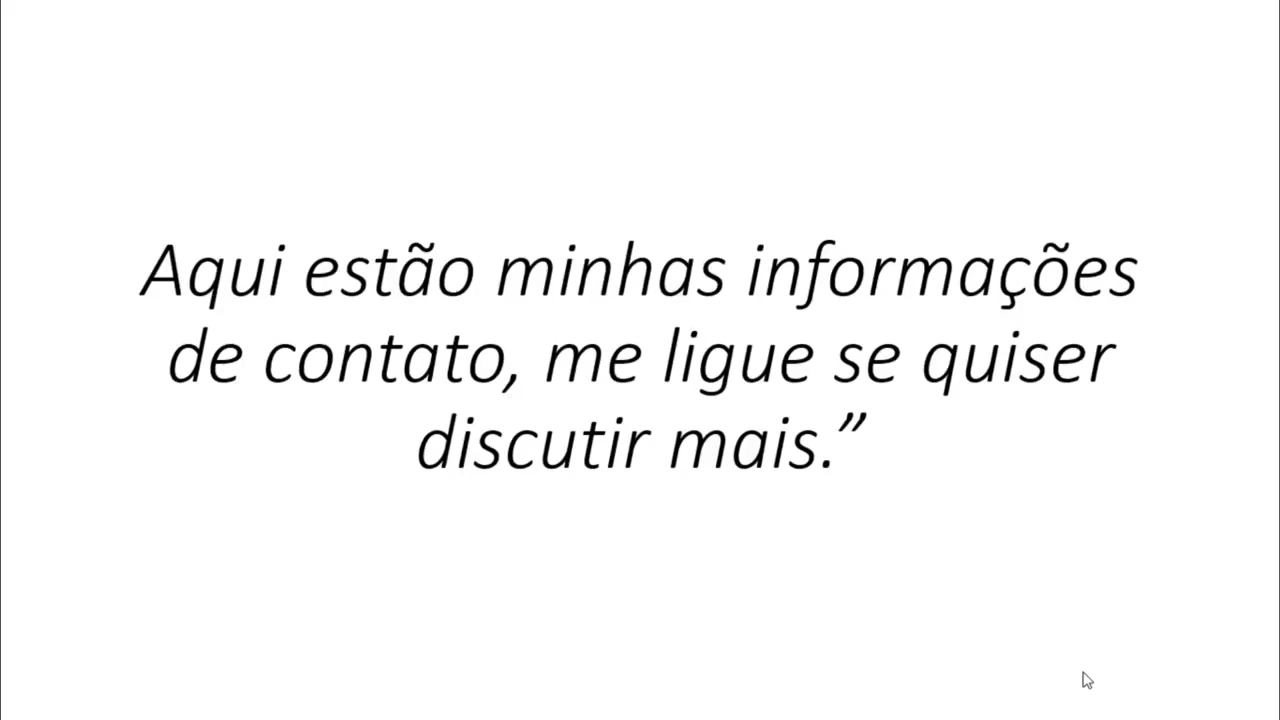 Aqui estão minhas informações
de contato, me ligue se quiser
discutir mais.”